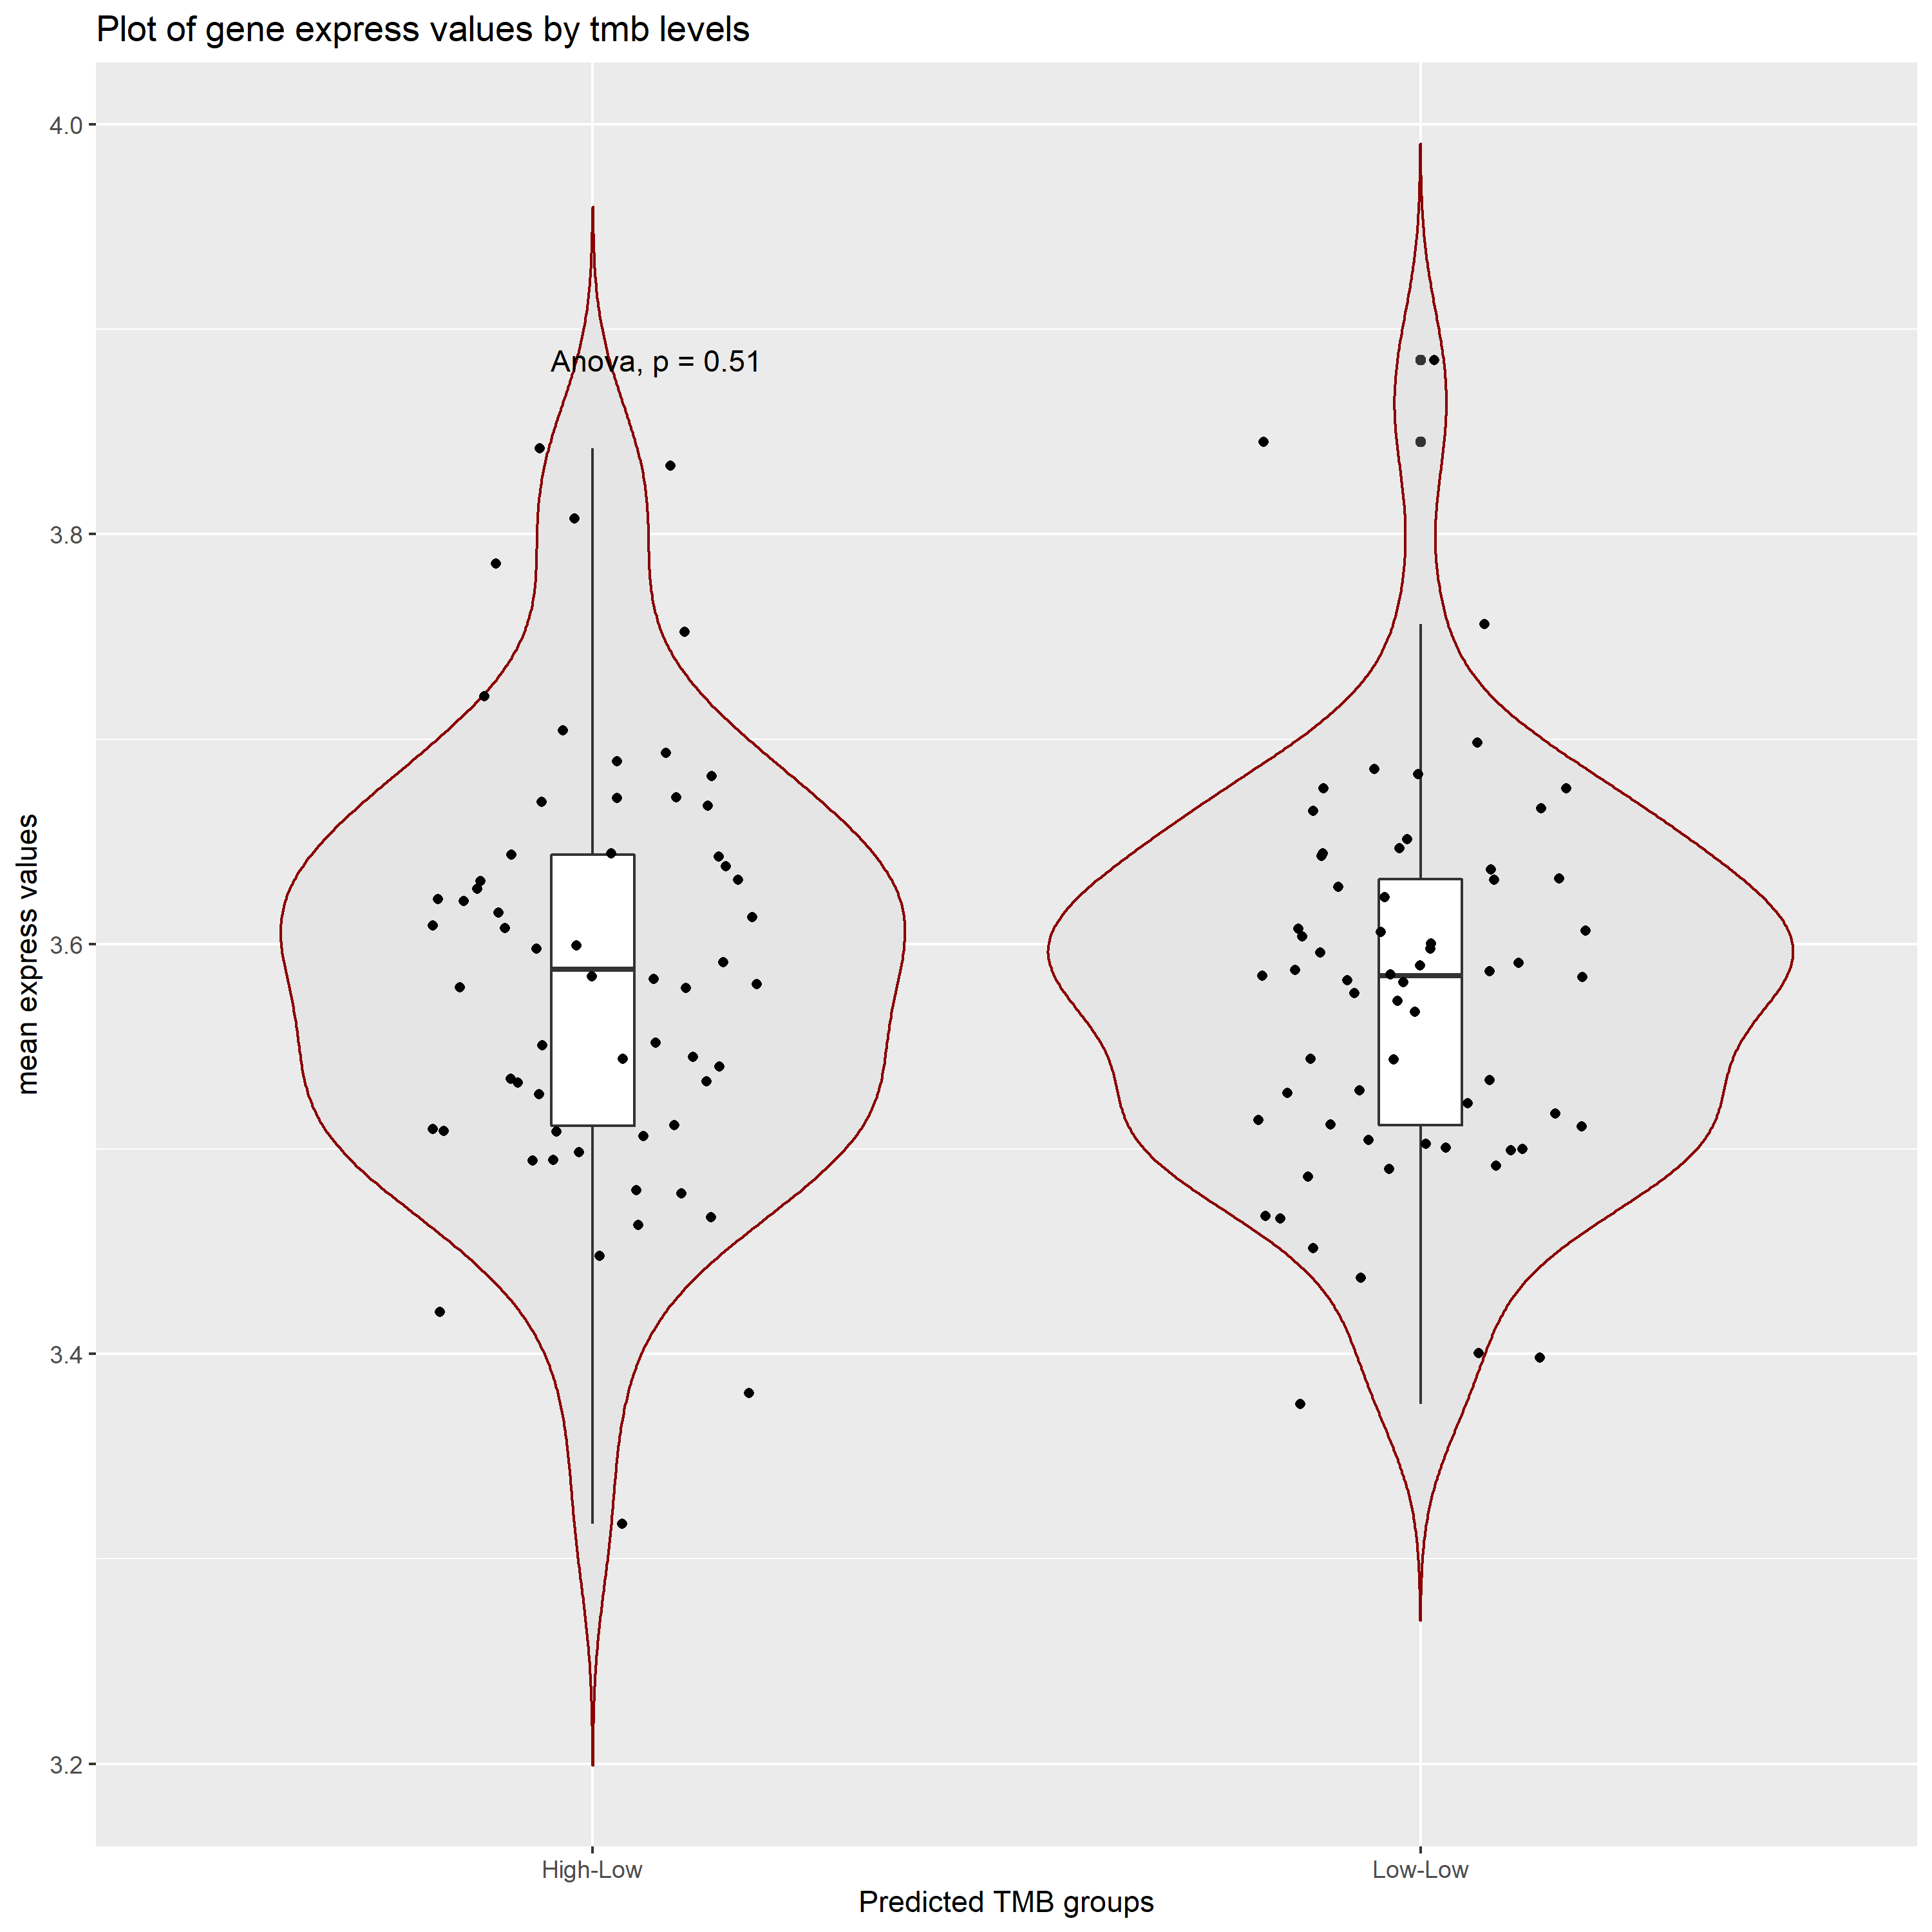 Plot of gene express values by tmb levels
4.0
Anova, p = 0.51
3.8
mean express values
3.6
3.4
3.2
High-Low
Low-Low
Predicted TMB groups